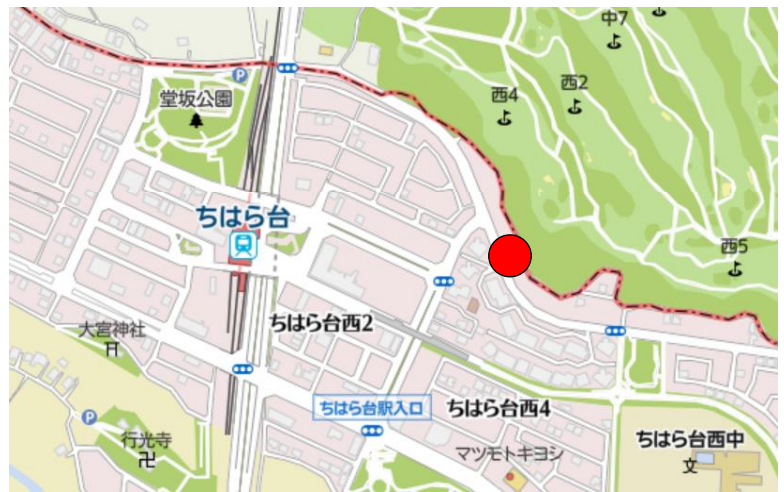 中7
西4
西2
堂坂公園
ちはら台
西5
ちはら台西2
大宮神社
ちはら台駅入口
ちはら台西4
行光寺
マツモトキヨシ
ちはら台西中